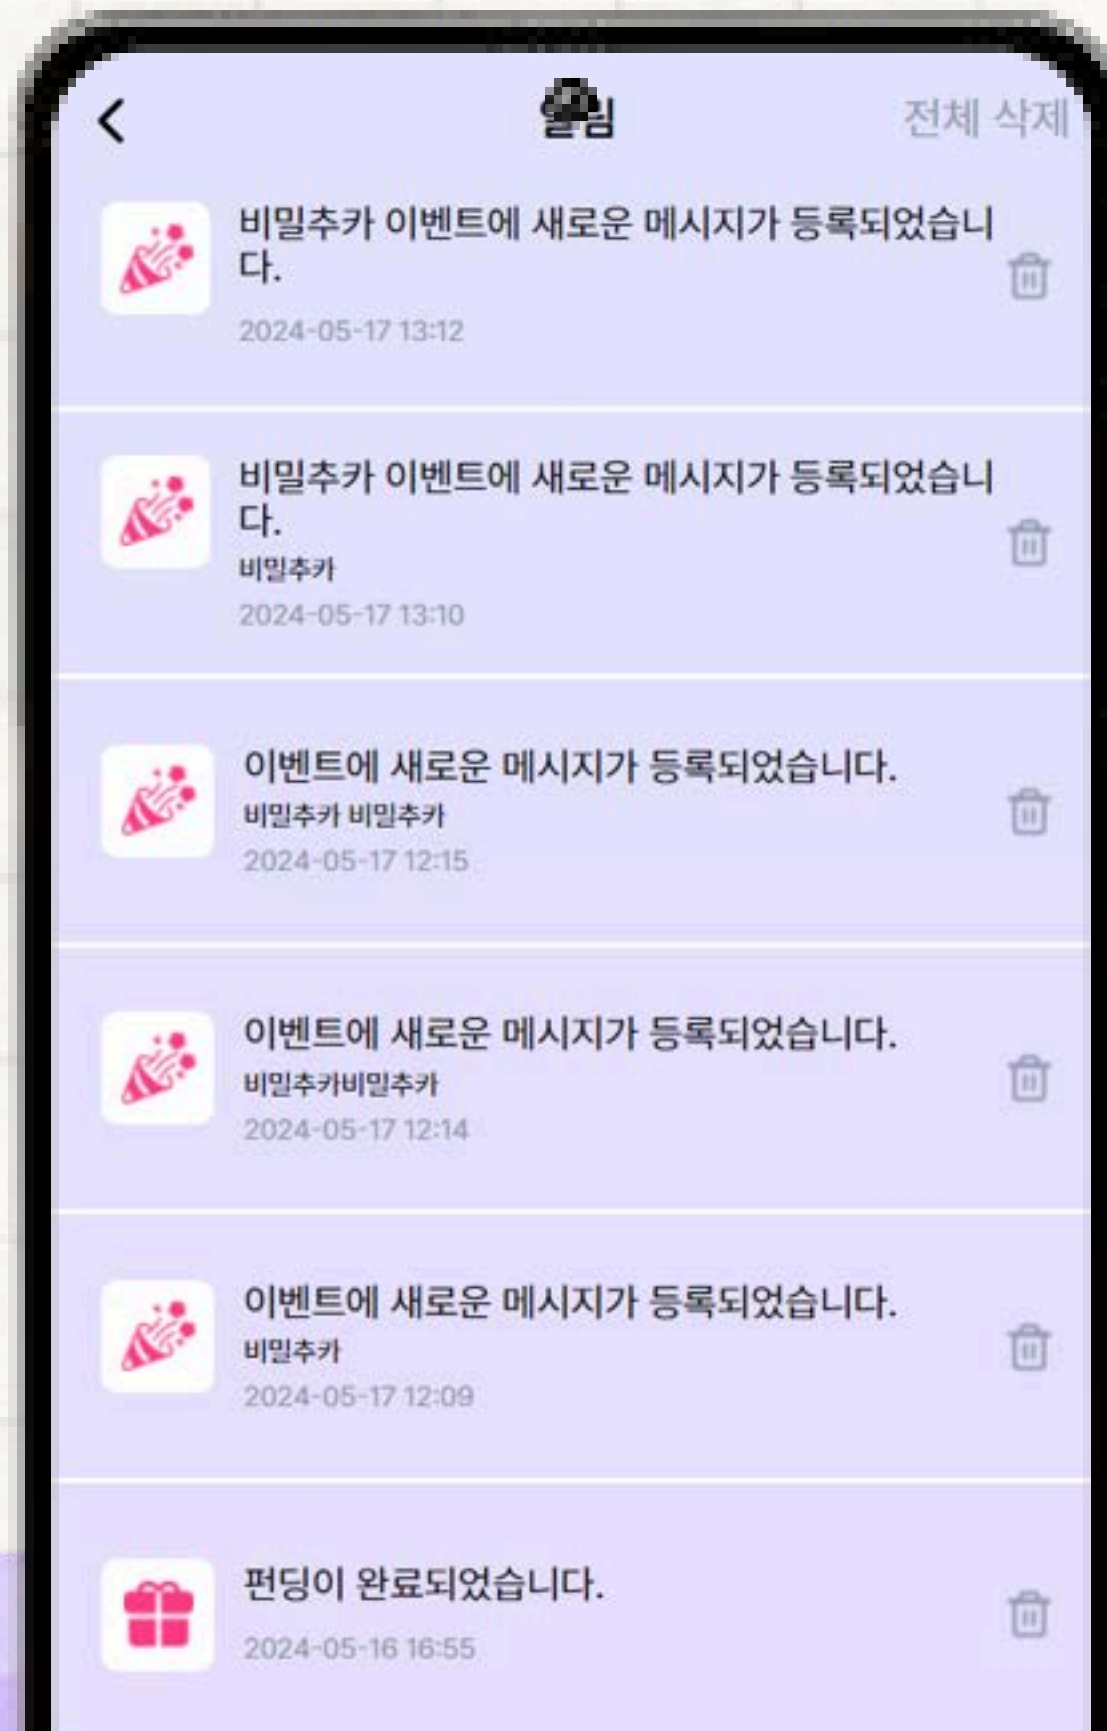 전체 삭제
비밀추카 이벤트에 새로운 메시지가 등록되었습니
다.
2024-05-17 13:12
비밀추카 이벤트에 새로운 메시지가 등록되었습니
다.
비밀추카
2024-05-17 13:10
이벤트에 새로운 메시지가 등록되었습니다.
비밀추카 비밀추카
2024-05-17 12:15
이벤트에 새로운 메시지가 등록되었습니다.
비밀추카비밀추카
2024-05-17 12:14
이벤트에 새로운 메시지가 등록되었습니다.
비밀추카
2024-05-17 12:09
펀딩이 완료되었습니다.
2024-05-16 16:55